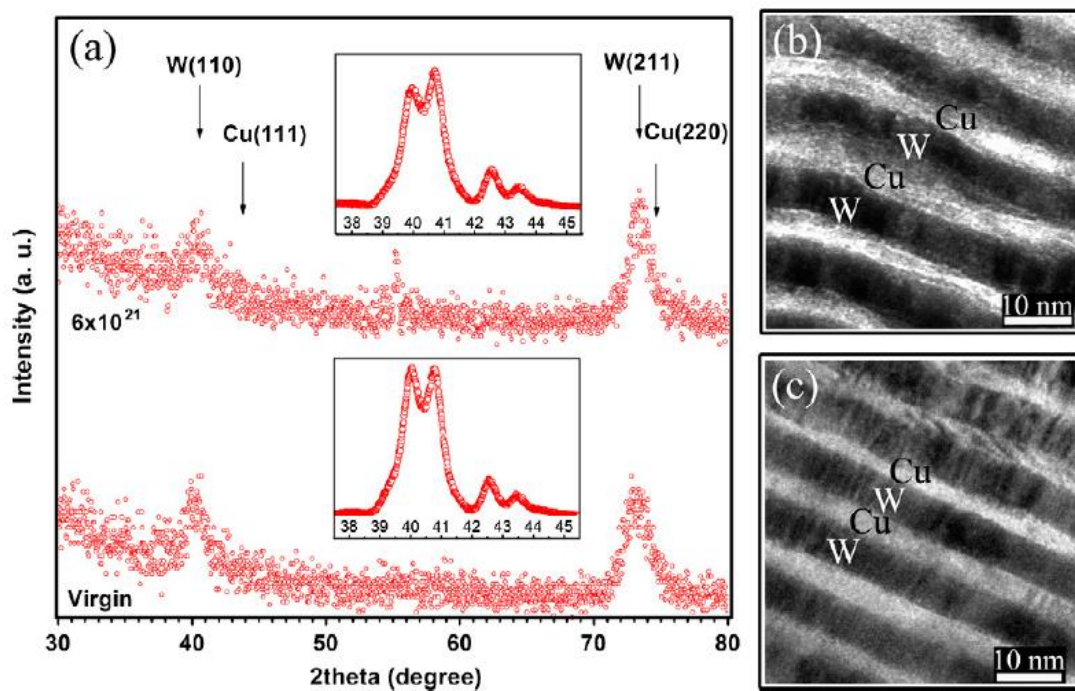 (a)
W(110)
Cu(111)
W(211)
Cu(220)
38 39 40 41 42 43 44 45
6x10²¹
38 39 40 41 42 43 44 45
Virgin
30 40 50 60 70 80
2theta (degree)
Intensity (a. u.)
(b)
Cu
W
Cu
W
10 nm
(c)
Cu
W
Cu
W
10 nm